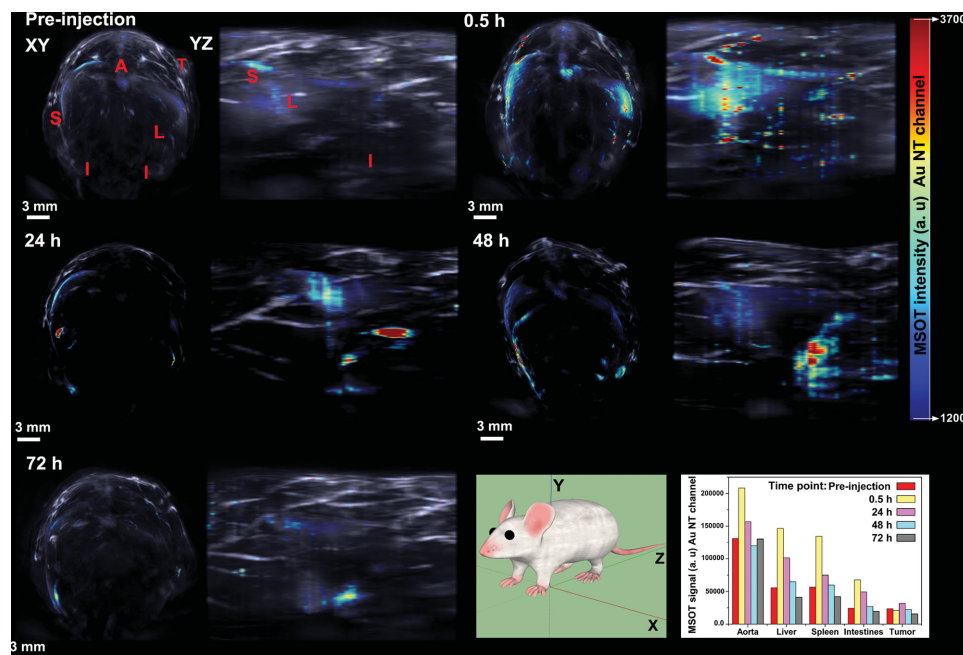 Pre-injection
XY
A
T
S
L
I
I
3 mm
YZ
S
L
I
0.5 h
3 mm
3700
MSOT intensity (a. u) Au NT channel
1200
24 h
3 mm
48 h
3 mm
72 h
3 mm
Y
Z
X
MSOT signal (a. u) Au NT channel
200000
150000
100000
50000
0.0
Time point: Pre-injection
0.5 h
24 h
48 h
72 h
Aorta Liver Spleen Intestines Tumor